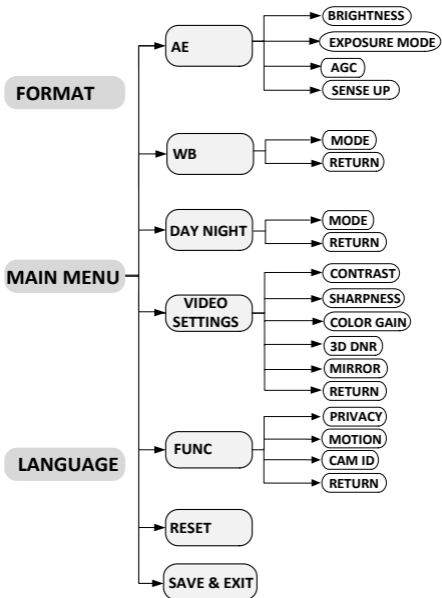 FORMAT
MAIN MENU
LANGUAGE
AE
BRIGHTNESS
EXPOSURE MODE
AGC
SENSE UP
WB
MODE
RETURN
DAY NIGHT
MODE
RETURN
VIDEO
SETTINGS
CONTRAST
SHARPNESS
COLOR GAIN
3D DNR
MIRROR
RETURN
FUNC
PRIVACY
MOTION
CAM ID
RETURN
RESET
SAVE & EXIT